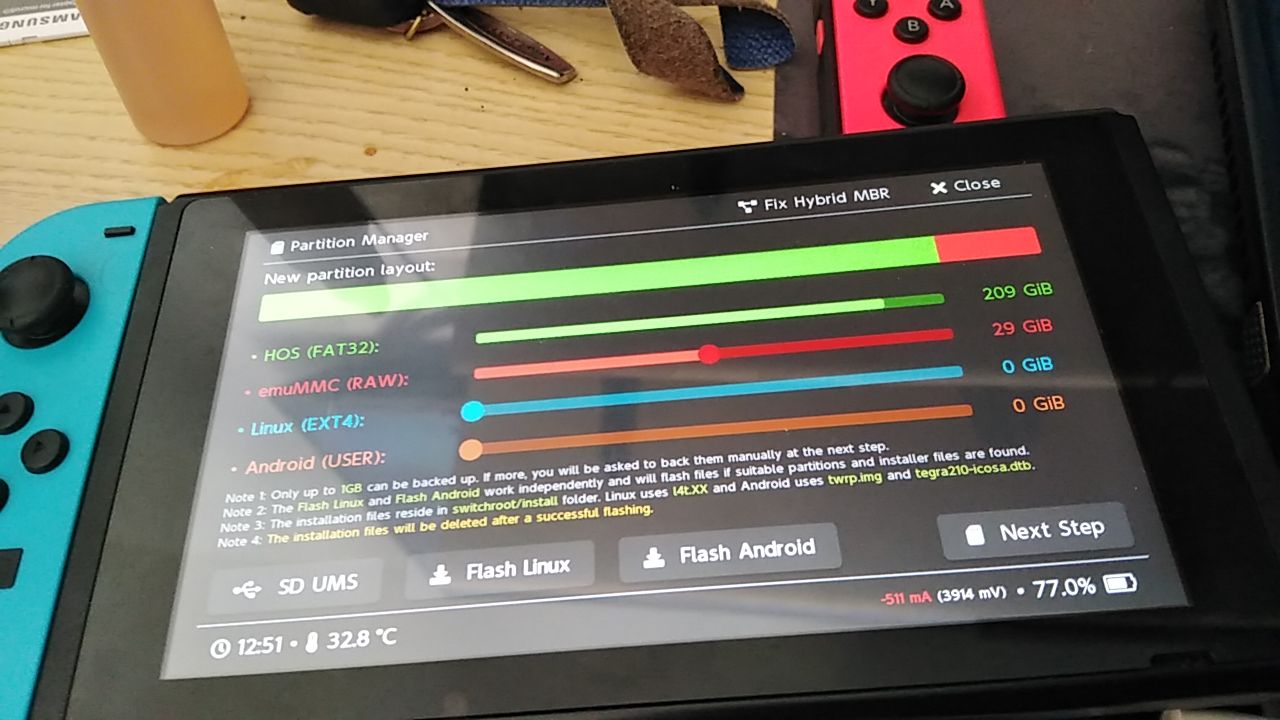 SAMSUNG
Y
A
B
Partition Manager
Fix Hybrid MBR
Close
New partition layout:
• HOS (FAT32): 209 GiB
• emuMMC (RAW): 29 GiB
• Linux (EXT4): 0 GiB
• Android (USER): 0 GiB
Note 1: Only up to 1GB can be backed up. If more, you will be asked to back them manually at the next step.
Note 2: The Flash Linux and Flash Android work independently and will flash files if suitable partitions and installer files are found.
Note 3: The installation files reside in switchroot/install folder. Linux uses l4t.XX and Android uses twrp.img and tegra210-icosa.dtb.
Note 4: The installation files will be deleted after a successful flashing.
SD UMS
Flash Linux
Flash Android
Next Step
12:51 • 32.8 °C
-511 mA (3914 mV) • 77.0%